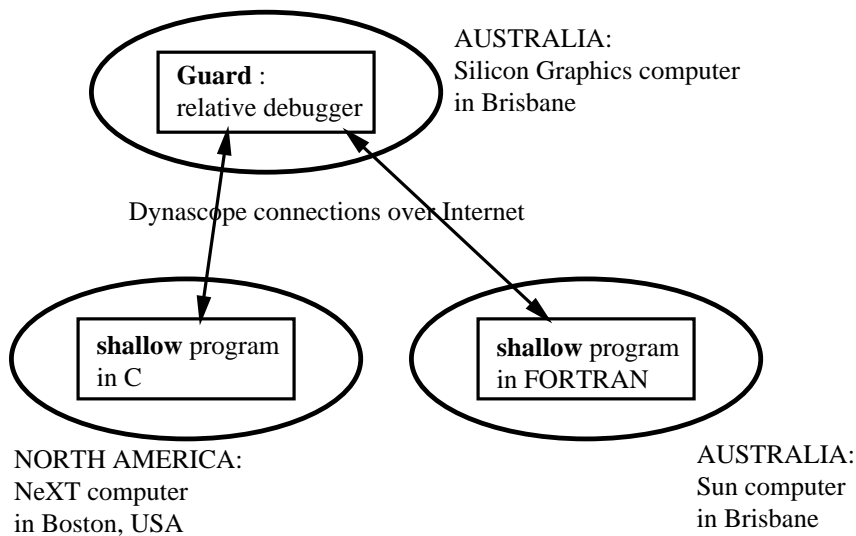 AUSTRALIA:
Silicon Graphics computer
in Brisbane
Guard :
relative debugger
Dynascope connections over Internet
shallow program
in C
shallow program
in FORTRAN
NORTH AMERICA:
NeXT computer
in Boston, USA
AUSTRALIA:
Sun computer
in Brisbane